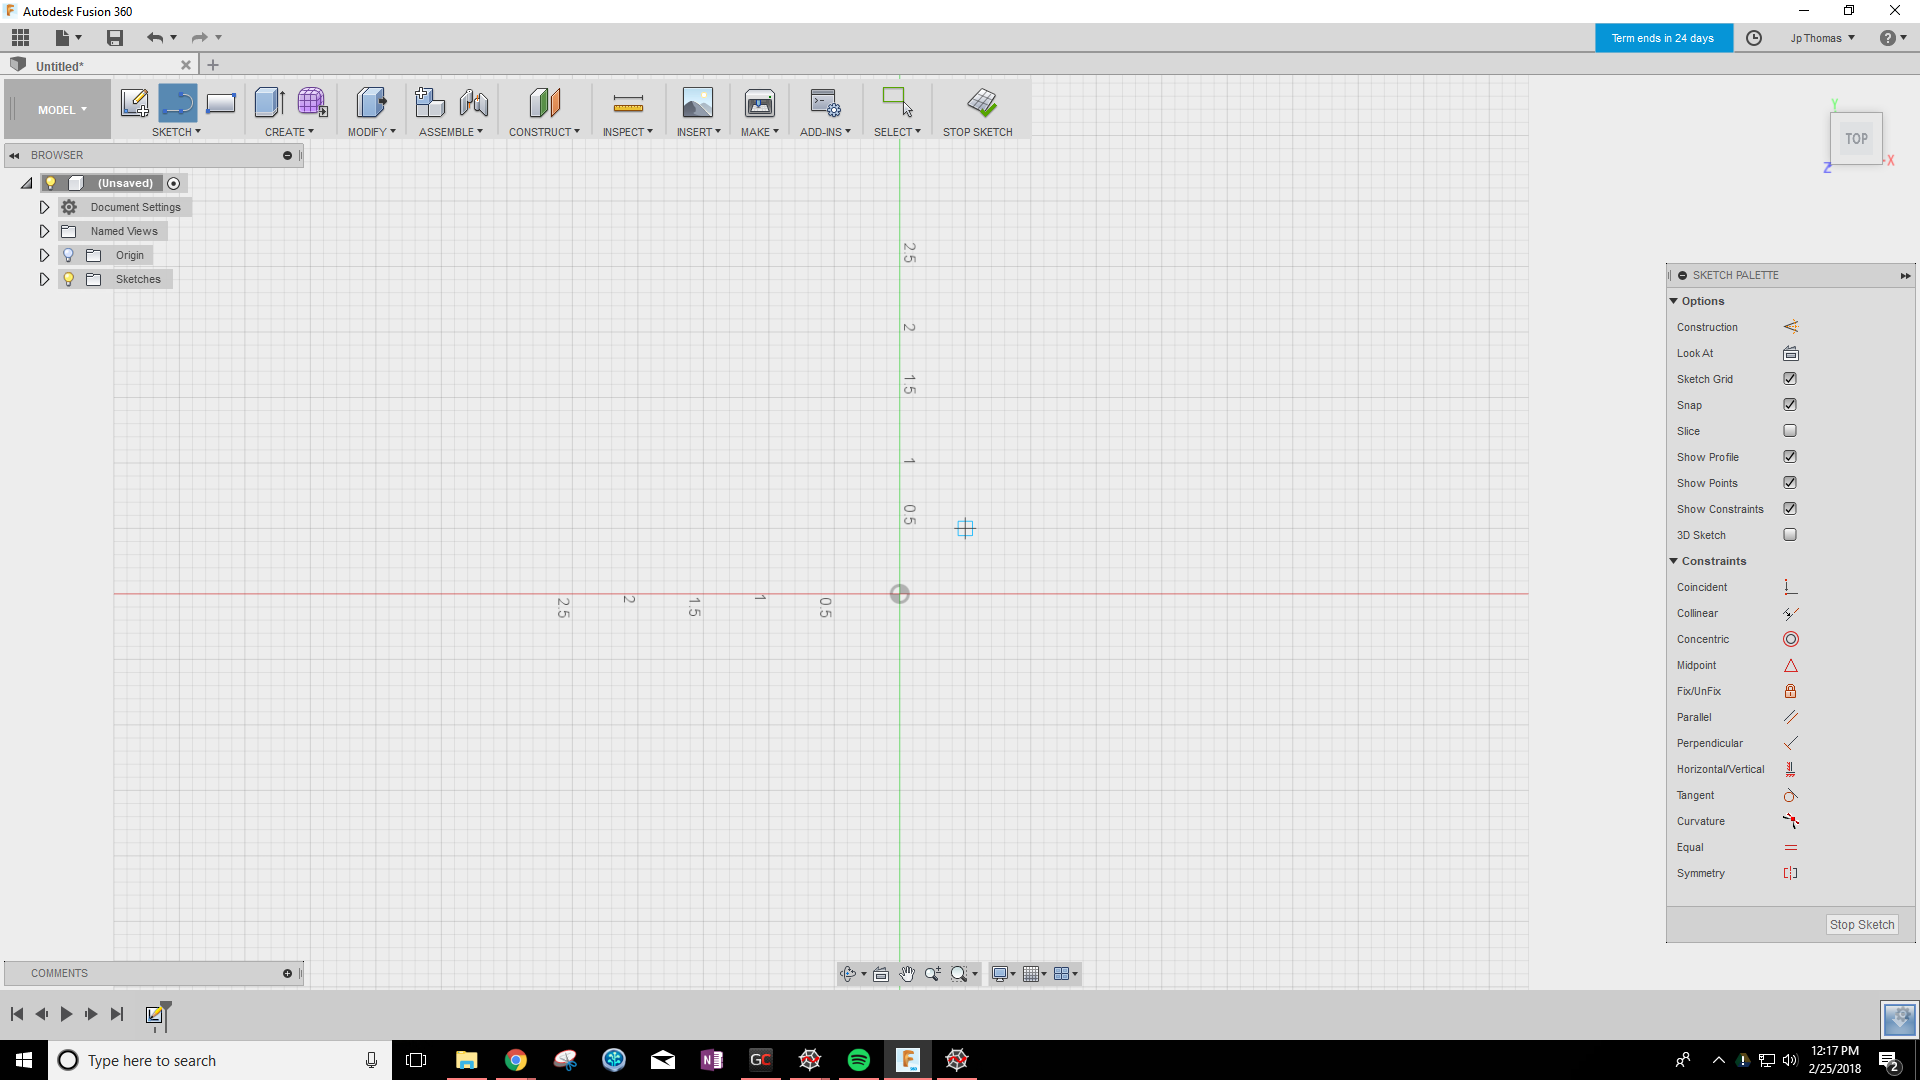 Autodesk Fusion 360
Term ends in 24 days
Jp Thomas
Untitled*
MODEL
SKETCH
CREATE
MODIFY
ASSEMBLE
CONSTRUCT
INSPECT
INSERT
MAKE
ADD-INS
SELECT
STOP SKETCH
BROWSER
(Unsaved)
Document Settings
Named Views
Origin
Sketches
TOP
Y
X
Z
2.5
2
1.5
1
0.5
2.5
2
1.5
1
0.5
SKETCH PALETTE
Options
Construction
Look At
Sketch Grid
Snap
Slice
Show Profile
Show Points
Show Constraints
3D Sketch
Constraints
Coincident
Collinear
Concentric
Midpoint
Fix/UnFix
Parallel
Perpendicular
Horizontal/Vertical
Tangent
Curvature
Equal
Symmetry
Stop Sketch
COMMENTS
Type here to search
GC
12:17 PM
2/25/2018
2